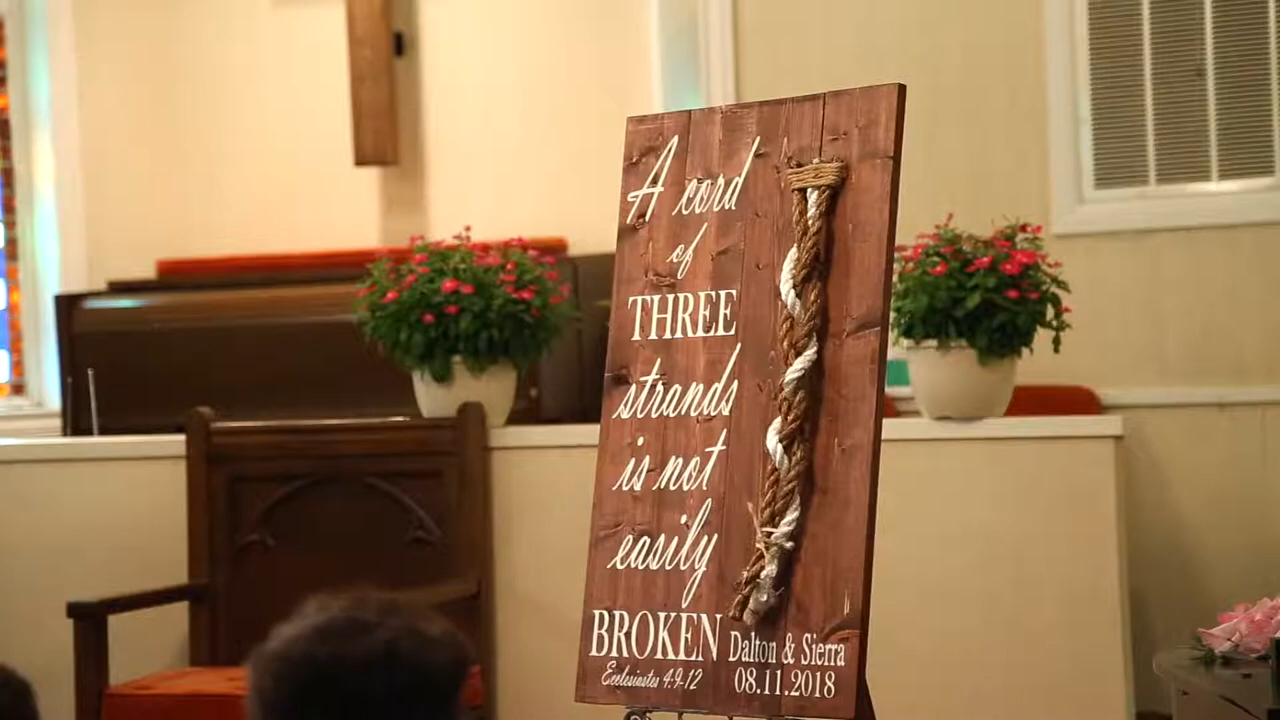 A cord
of
THREE
strands
is not
easily
BROKEN
Ecclesiastes 4:9-12
Dalton & Sierra
08.11.2018